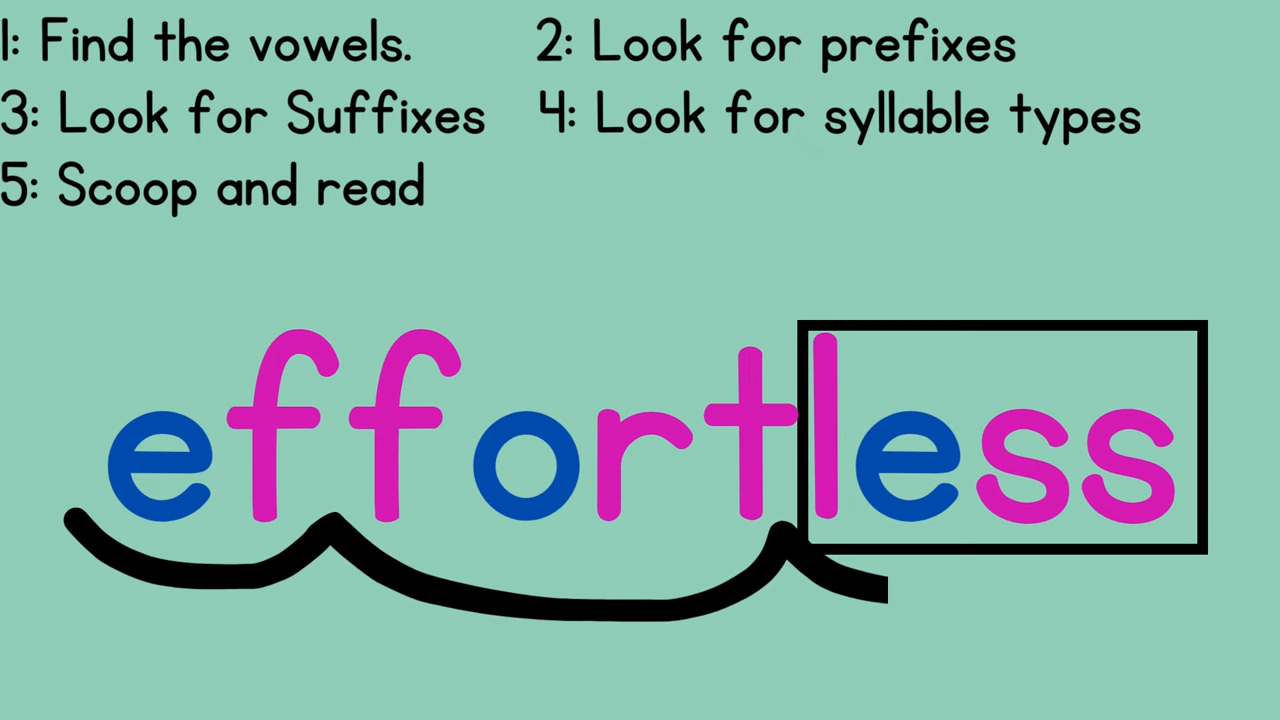 1: Find the vowels. 2: Look for prefixes
3: Look for Suffixes 4: Look for syllable types
5: Scoop and read
effortless